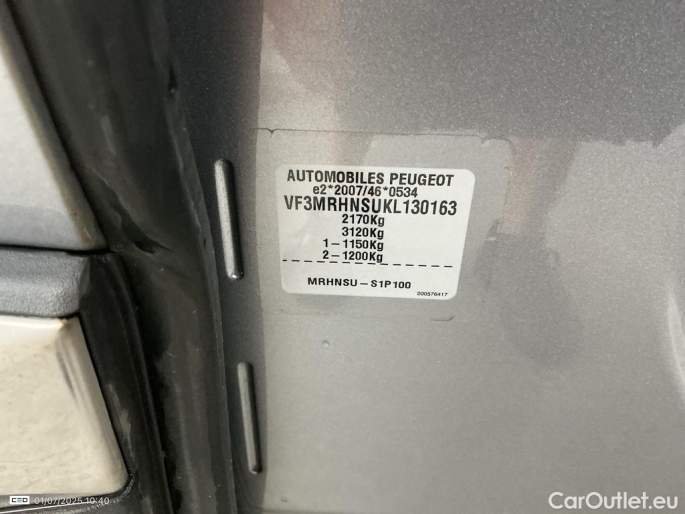 AUTOMOBILES PEUGEOT
e2*2007/46*0534
VF3MRHNSUKL130163
2170Kg
3120Kg
1-1150Kg
2-1200Kg
MRHNSU-S1P100
200576417
01/07/2025 10:40
CarOutlet.eu